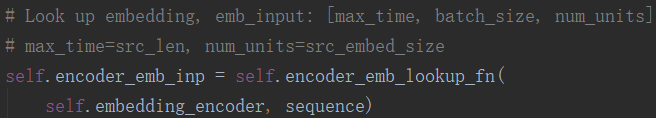 # Look up embedding, emb_input: [max_time, batch_size, num_units]
# max_time=src_len, num_units=src_embed_size
self.encoder_emb_inp = self.encoder_emb_lookup_fn(
    self.embedding_encoder, sequence)